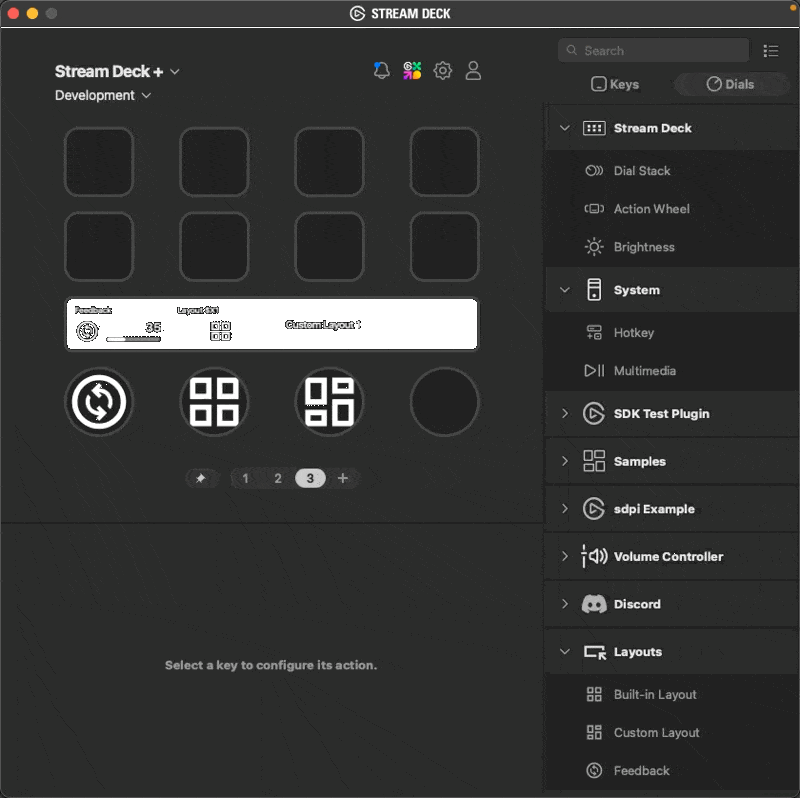 STREAM DECK
Stream Deck +
Development
Feedback
35
Layout $X1
Custom Layout 1
1
2
3
Select a key to configure its action.
Search
Keys
Dials
Stream Deck
Dial Stack
Action Wheel
Brightness
System
Hotkey
Multimedia
SDK Test Plugin
Samples
sdpi Example
Volume Controller
Discord
Layouts
Built-in Layout
Custom Layout
Feedback